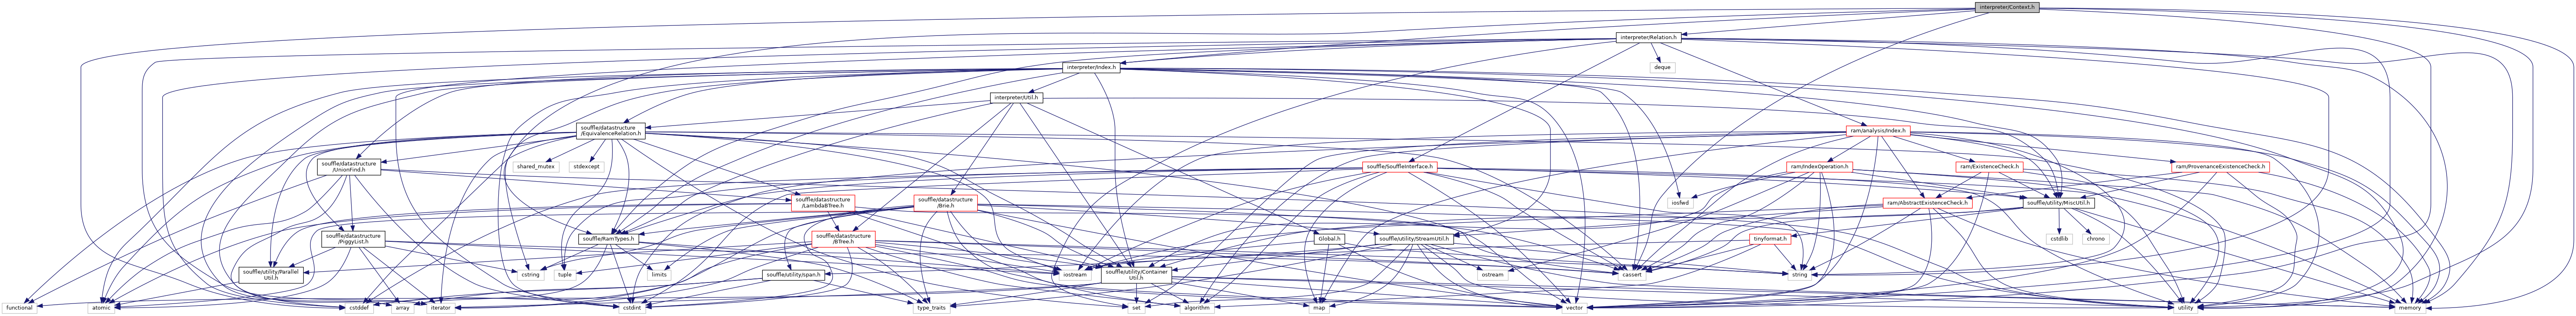 interpreter/Context.h
interpreter/Relation.h
interpreter/Index.h
deque
interpreter/Util.h
souffle/datastructure
/EquivalenceRelation.h
ram/analysis/Index.h
souffle/datastructure
/UnionFind.h
shared_mutex
stdexcept
souffle/SouffleInterface.h
ram/IndexOperation.h
ram/ExistenceCheck.h
ram/ProvenanceExistenceCheck.h
souffle/datastructure
/LambdaBTree.h
souffle/datastructure
/Brie.h
iosfwd
ram/AbstractExistenceCheck.h
souffle/utility/MiscUtil.h
souffle/datastructure
/PiggyList.h
souffle/RamTypes.h
souffle/datastructure
/BTree.h
Global.h
souffle/utility/StreamUtil.h
tinyformat.h
cstdlib
chrono
souffle/utility/Parallel
Util.h
cstring
tuple
limits
souffle/utility/span.h
iostream
souffle/utility/Container
Util.h
ostream
cassert
string
functional
atomic
cstddef
array
iterator
cstdint
type_traits
set
algorithm
map
vector
utility
memory